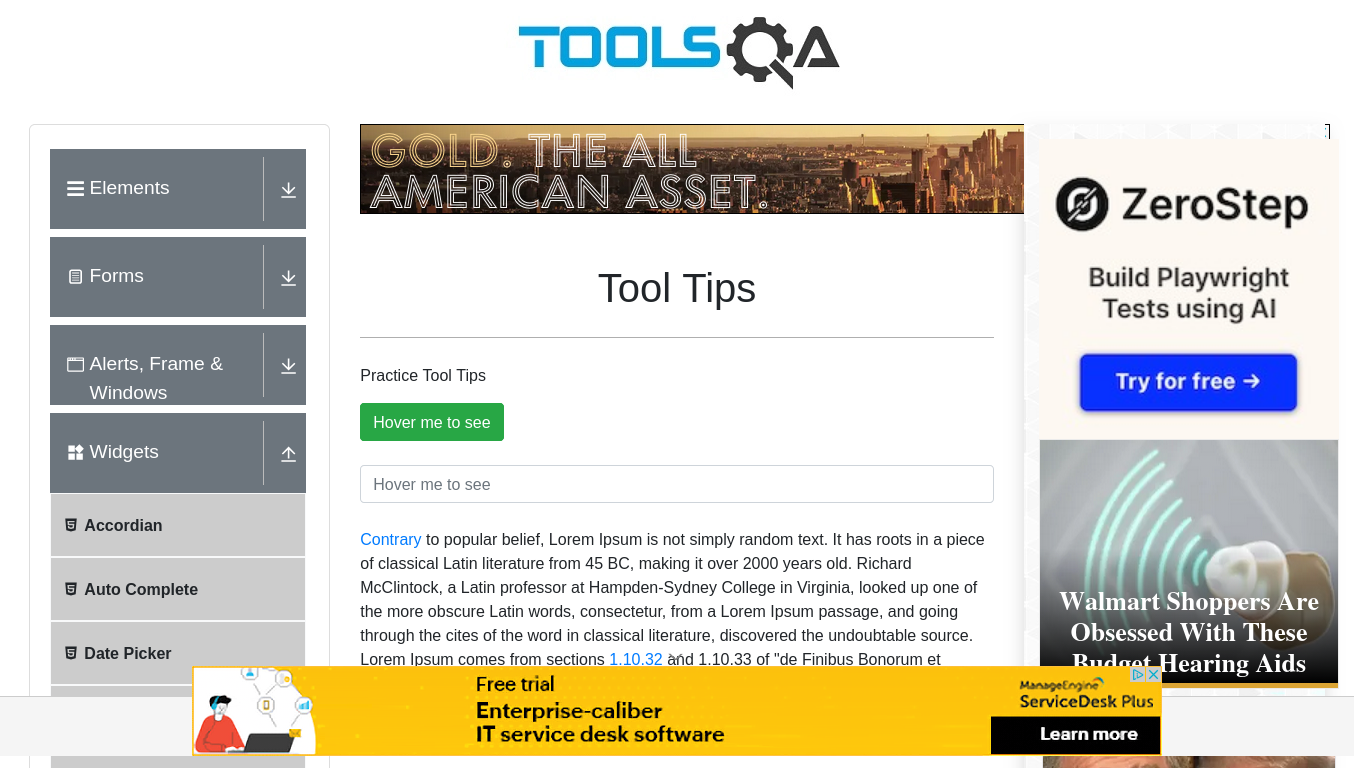 TOOLSQA
GOLD. THE ALL
AMERICAN ASSET.
Elements
Forms
Alerts, Frame &
Windows
Widgets
Accordian
Auto Complete
Date Picker
Tool Tips
Practice Tool Tips
Hover me to see
Hover me to see
Contrary to popular belief, Lorem Ipsum is not simply random text. It has roots in a piece
of classical Latin literature from 45 BC, making it over 2000 years old. Richard
McClintock, a Latin professor at Hampden-Sydney College in Virginia, looked up one of
the more obscure Latin words, consectetur, from a Lorem Ipsum passage, and going
through the cites of the word in classical literature, discovered the undoubtable source.
Lorem Ipsum comes from sections 1.10.32 and 1.10.33 of "de Finibus Bonorum et
ZeroStep
Build Playwright
Tests using AI
Try for free →
Walmart Shoppers Are
Obsessed With These
Budget Hearing Aids
Free trial
Enterprise-caliber
IT service desk software
ManageEngine
ServiceDesk Plus
Learn more